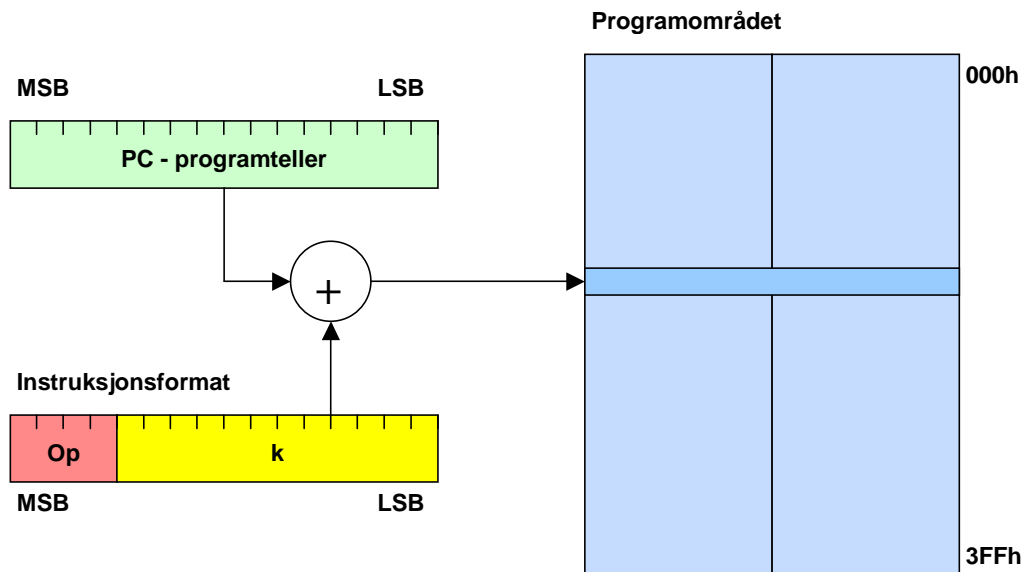 Programområdet
000h
MSB LSB
PC - programteller
+
Instruksjonsformat
Op k
MSB LSB
3FFh